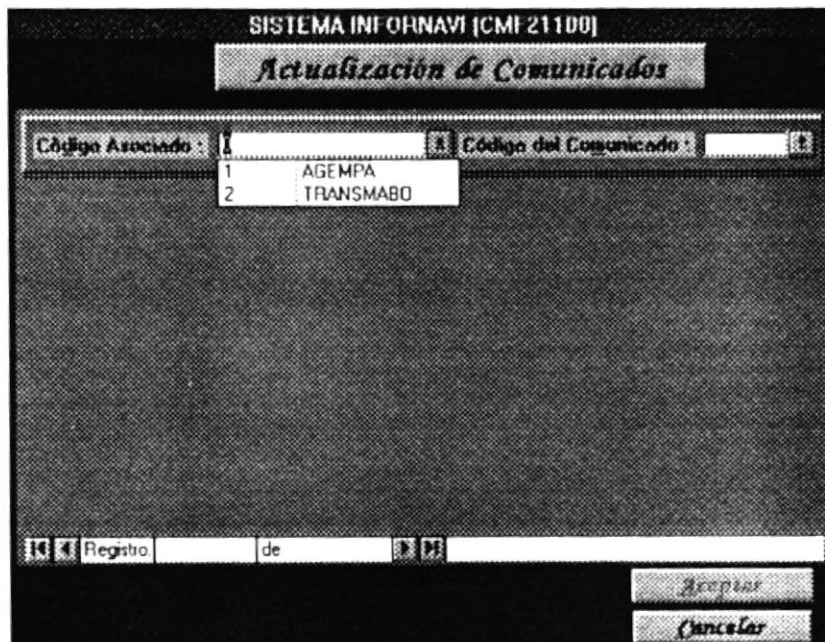 SISTEMA INFORNAVI [CMF21100]
Actualización de Comunicados
Código Asociado : Código del Comunicado :
1 AGEMPA
2 TRANSMABO
Registro. de
Aceptar
Cancelar